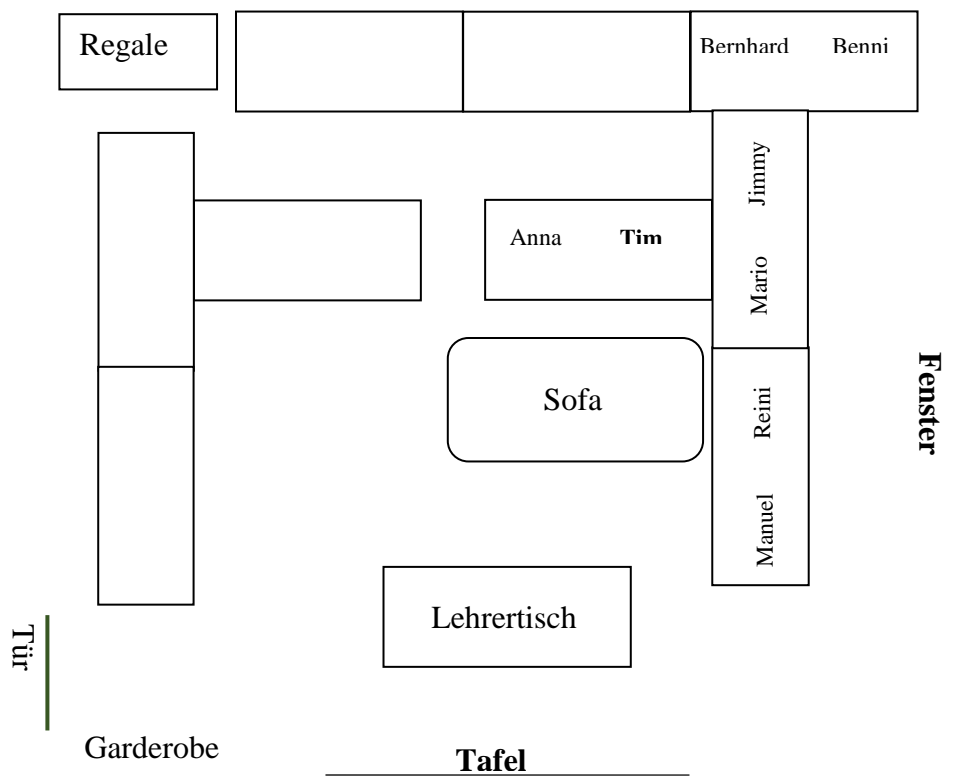 Regale
Bernhard Benni
Jimmy
Anna Tim
Mario
Fenster
Sofa
Reini
Manuel
Lehrertisch
Tür
Garderobe
Tafel